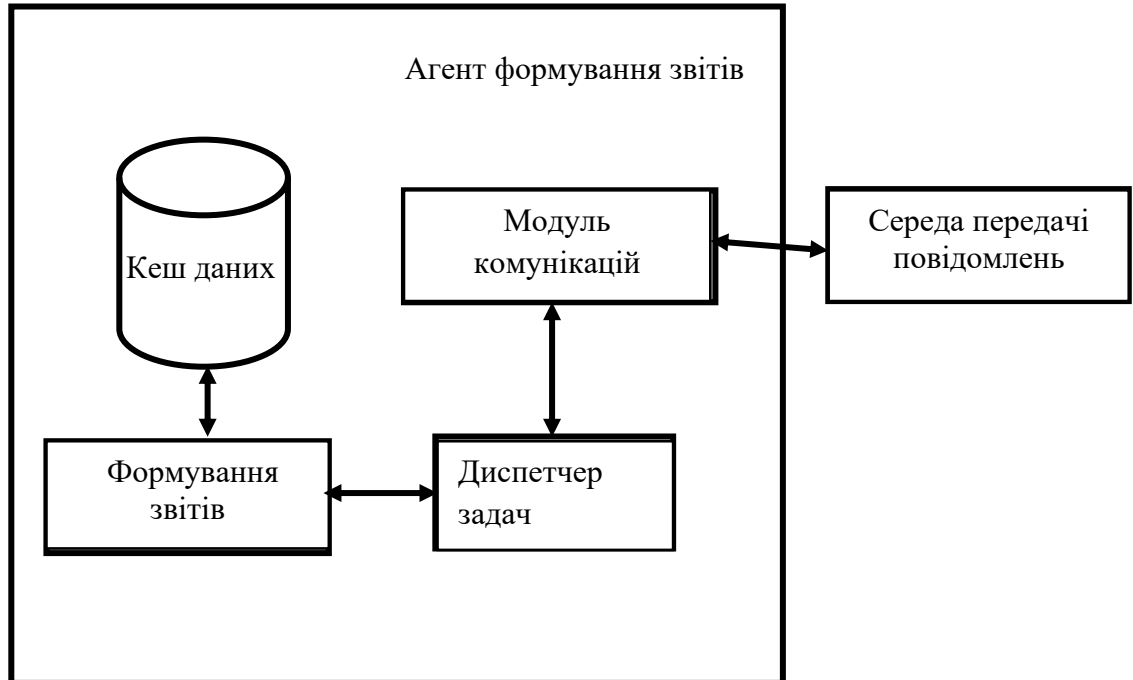 Агент формування звітів
Кеш даних
Модуль
комунікацій
Середа передачі
повідомлень
Формування
звітів
Диспетчер
задач